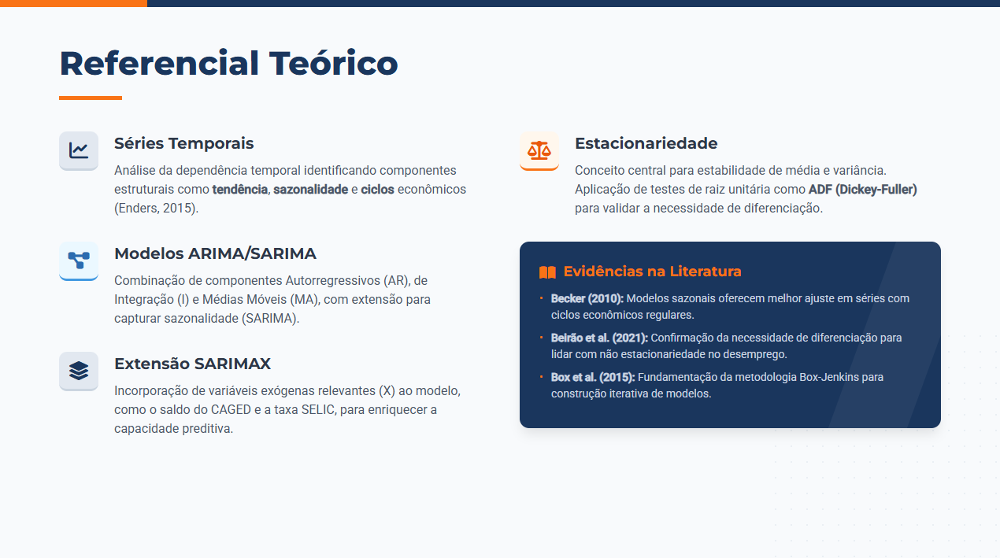 Referencial Teórico
Séries Temporais
Análise da dependência temporal identificando componentes
estruturais como tendência, sazonalidade e ciclos econômicos
(Enders, 2015).
Modelos ARIMA/SARIMA
Combinação de componentes Autorregressivos (AR), de
Integração (I) e Médias Móveis (MA), com extensão para
capturar sazonalidade (SARIMA).
Extensão SARIMAX
Incorporação de variáveis exógenas relevantes (X) ao modelo,
como o saldo do CAGED e a taxa SELIC, para enriquecer a
capacidade preditiva.
Estacionariedade
Conceito central para estabilidade de média e variância.
Aplicação de testes de raiz unitária como ADF (Dickey-Fuller)
para validar a necessidade de diferenciação.
Evidências na Literatura
• Becker (2010): Modelos sazonais oferecem melhor ajuste em séries com
ciclos econômicos regulares.
• Beirão et al. (2021): Confirmação da necessidade de diferenciação para
lidar com não estacionariedade no desemprego.
• Box et al. (2015): Fundamentação da metodologia Box-Jenkins para
construção iterativa de modelos.